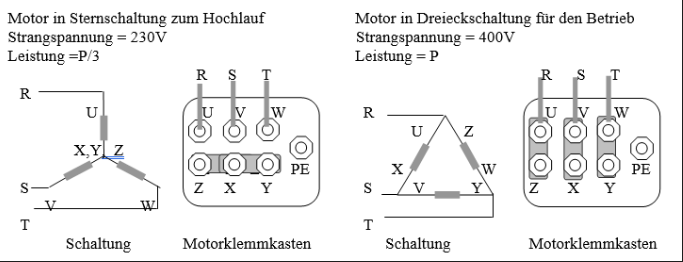 Motor in Sternschaltung zum Hochlauf
Strangspannung = 230V
Leistung =P/3
R S T
R
U
U V W
X,Y Z
PE
S
V W
Z X Y
T
Schaltung Motorklemmkasten
Motor in Dreieckschaltung für den Betrieb
Strangspannung = 400V
Leistung = P
R S T
R
U V W
U Z
X W
PE
S V Y
Z X Y
T
Schaltung Motorklemmkasten